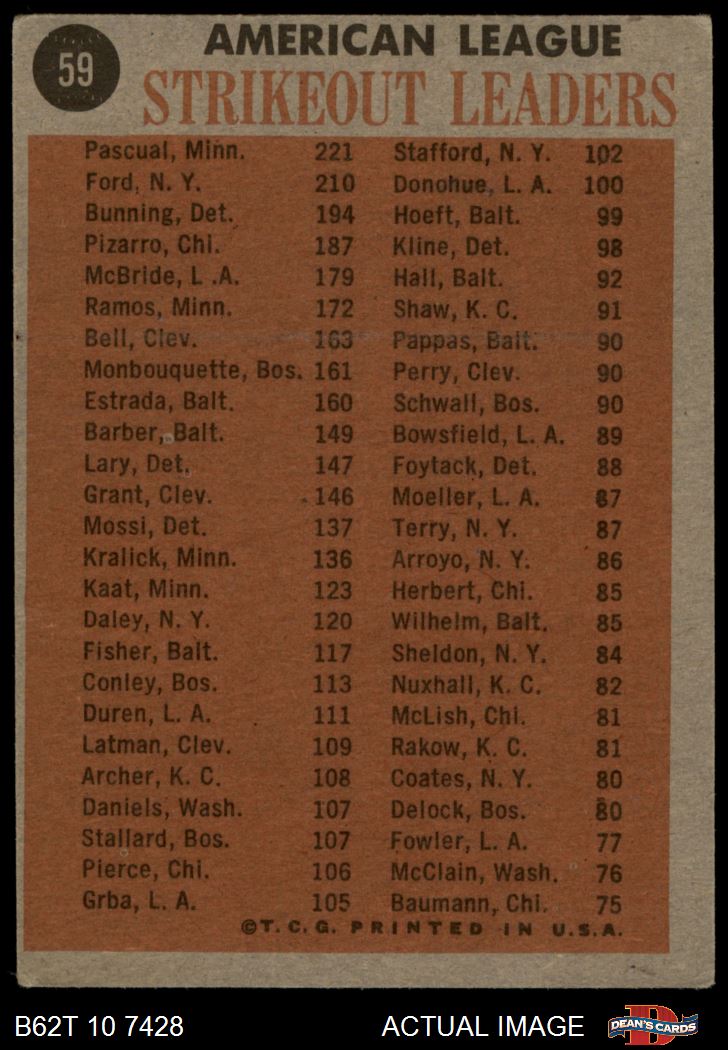 59
AMERICAN LEAGUE
STRIKEOUT LEADERS
Pascual, Minn. 221
Ford, N. Y. 210
Bunning, Det. 194
Pizarro, Chi. 187
McBride, L .A. 179
Ramos, Minn. 172
Bell, Clev. 163
Monbouquette, Bos. 161
Estrada, Balt. 160
Barber, Balt. 149
Lary, Det. 147
Grant, Clev. 146
Mossi, Det. 137
Kralick, Minn. 136
Kaat, Minn. 123
Daley, N. Y. 120
Fisher, Balt. 117
Conley, Bos. 113
Duren, L. A. 111
Latman, Clev. 109
Archer, K. C. 108
Daniels, Wash. 107
Stallard, Bos. 107
Pierce, Chi. 106
Grba, L. A. 105
Stafford, N. Y. 102
Donohue, L. A. 100
Hoeft, Balt. 99
Kline, Det. 98
Hall, Balt. 92
Shaw, K. C. 91
Pappas, Balt. 90
Perry, Clev. 90
Schwall, Bos. 90
Bowsfield, L. A. 89
Foytack, Det. 88
Moeller, L. A. 87
Terry, N. Y. 87
Arroyo, N. Y. 86
Herbert, Chi. 85
Wilhelm, Balt. 85
Sheldon, N. Y. 84
Nuxhall, K. C. 82
McLish, Chi. 81
Rakow, K. C. 81
Coates, N. Y. 80
Delock, Bos. 80
Fowler, L. A. 77
McClain, Wash. 76
Baumann, Chi. 75
©T. C. G. PRINTED IN U.S.A.
B62T 10 7428
ACTUAL IMAGE
D
DEAN'S CARDS